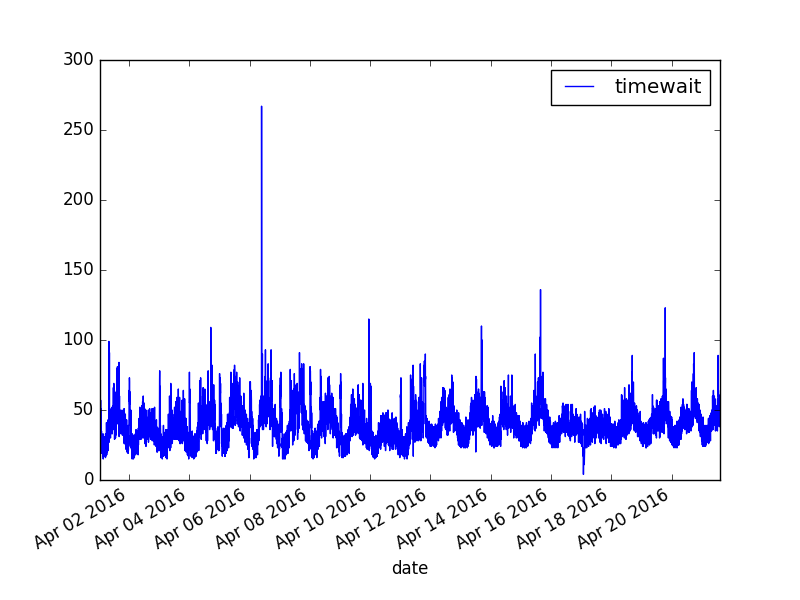 300
timewait
250
200
150
100
50
0
Apr 02 2016
Apr 04 2016
Apr 06 2016
Apr 08 2016
Apr 10 2016
Apr 12 2016
Apr 14 2016
Apr 16 2016
Apr 18 2016
Apr 20 2016
date